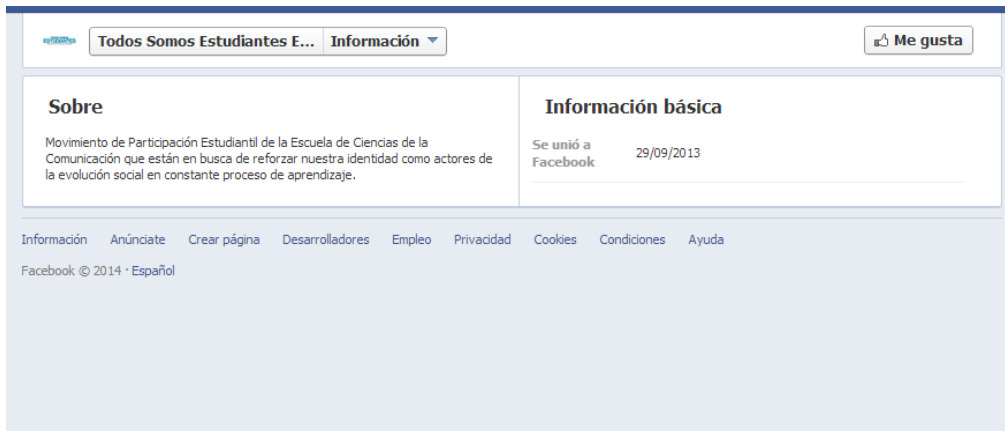 Todos Somos Estudiantes E... Información
Me gusta
Sobre
Movimiento de Participación Estudiantil de la Escuela de Ciencias de la
Comunicación que están en busca de reforzar nuestra identidad como actores de
la evolución social en constante proceso de aprendizaje.
Información básica
Se unió a
Facebook
29/09/2013
Información Anúnciate Crear página Desarrolladores Empleo Privacidad Cookies Condiciones Ayuda
Facebook © 2014 · Español